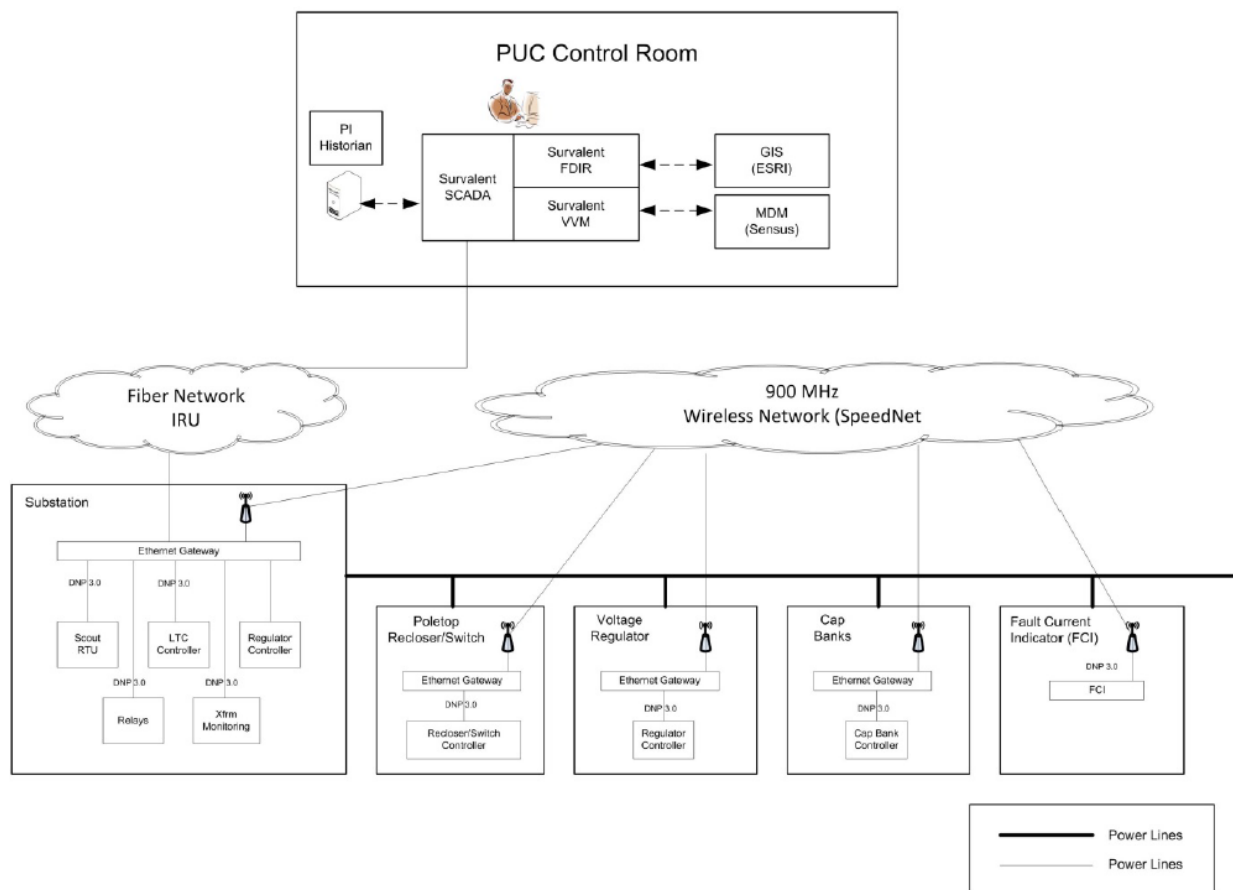 PUC Control Room
PI
Historian
Survalent
SCADA
Survalent
FDIR
Survalent
VVM
GIS
(ESRI)
MDM
(Sensus)
Fiber Network
IRU
900 MHz
Wireless Network (SpeedNet
Substation
Ethernet Gateway
DNP 3.0
DNP 3.0
Scout
RTU
LTC
Controller
Regulator
Controller
DNP 3.0
DNP 3.0
Relsys
Xfrm
Monitoring
Poletop
Recloser/Switch
Ethernet Gateway
DNP 3.0
Recloser/Switch
Controller
Voltage
Regulator
Ethernet Gateway
DNP 3.0
Regulator
Controller
Cap
Banks
Ethernet Gateway
DNP 3.0
Cap Bank
Controller
Fault Current
Indicator (FCI)
DNP 3.0
FCI
Power Lines
Power Lines